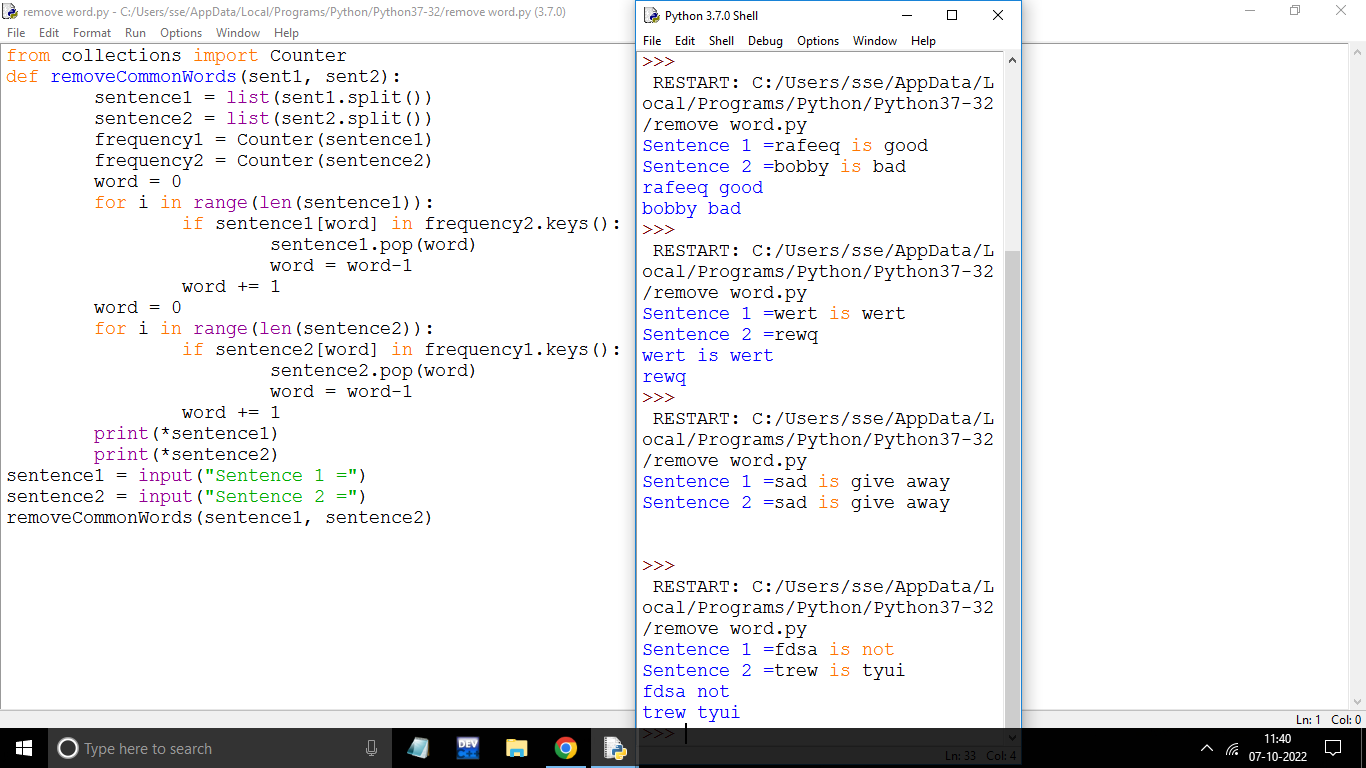 remove word.py - C:/Users/sse/AppData/Local/Programs/Python/Python37-32/remove word.py (3.7.0)
File Edit Format Run Options Window Help
from collections import Counter
def removeCommonWords(sent1, sent2):
        sentence1 = list(sent1.split())
        sentence2 = list(sent2.split())
        frequency1 = Counter(sentence1)
        frequency2 = Counter(sentence2)
        word = 0
        for i in range(len(sentence1)):
                if sentence1[word] in frequency2.keys():
                        sentence1.pop(word)
                        word = word-1
                word += 1
        word = 0
        for i in range(len(sentence2)):
                if sentence2[word] in frequency1.keys():
                        sentence2.pop(word)
                        word = word-1
                word += 1
        print(*sentence1)
        print(*sentence2)
sentence1 = input("Sentence 1 =")
sentence2 = input("Sentence 2 =")
removeCommonWords(sentence1, sentence2)
Ln: 1 Col: 0
Python 3.7.0 Shell
File Edit Shell Debug Options Window Help
>>>
 RESTART: C:/Users/sse/AppData/L
ocal/Programs/Python/Python37-32
/remove word.py
Sentence 1 =rafeeq is good
Sentence 2 =bobby is bad
rafeeq good
bobby bad
>>>
 RESTART: C:/Users/sse/AppData/L
ocal/Programs/Python/Python37-32
/remove word.py
Sentence 1 =wert is wert
Sentence 2 =rewq
wert is wert
rewq
>>>
 RESTART: C:/Users/sse/AppData/L
ocal/Programs/Python/Python37-32
/remove word.py
Sentence 1 =sad is give away
Sentence 2 =sad is give away
>>>
 RESTART: C:/Users/sse/AppData/L
ocal/Programs/Python/Python37-32
/remove word.py
Sentence 1 =fdsa is not
Sentence 2 =trew is tyui
fdsa not
trew tyui
>>>
Ln: 33 Col: 4
Type here to search
DEV
11:40
07-10-2022